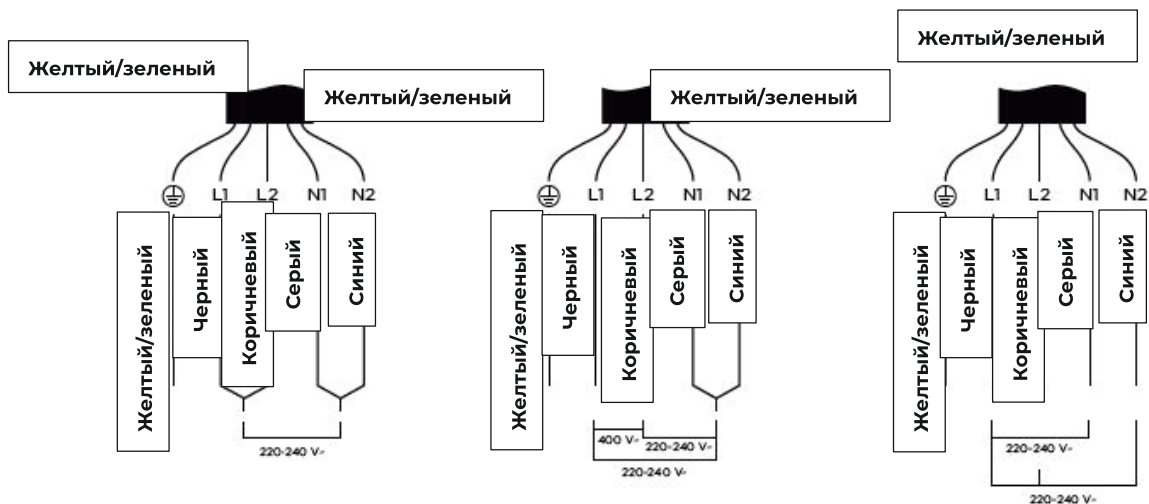 Желтый/зеленый
Желтый/зеленый
L1 L2 N1 N2
Желтый/зеленый
Черный
Коричневый
Серый
Синий
220-240 V~
Желтый/зеленый
L1 L2 N1 N2
Желтый/зеленый
Черный
Коричневый
Серый
Синий
400 V~
220-240 V~
220-240 V~
Желтый/зеленый
L1 L2 N1 N2
Желтый/зеленый
Черный
Коричневый
Серый
Синий
220-240 V~
220-240 V~